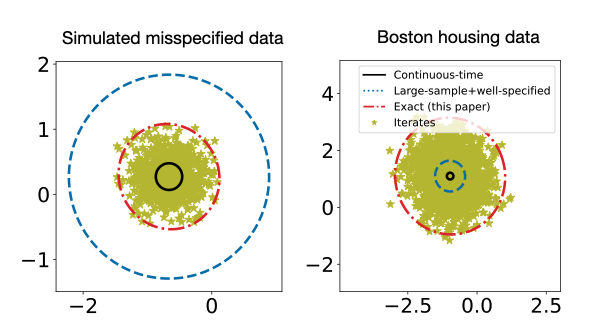 Simulated misspecified data
Boston housing data
2
1
0
−1
−2
0
4
2
0
−2
−2.5
0.0
2.5
Continuous-time
Large-sample+well-specified
Exact (this paper)
Iterates